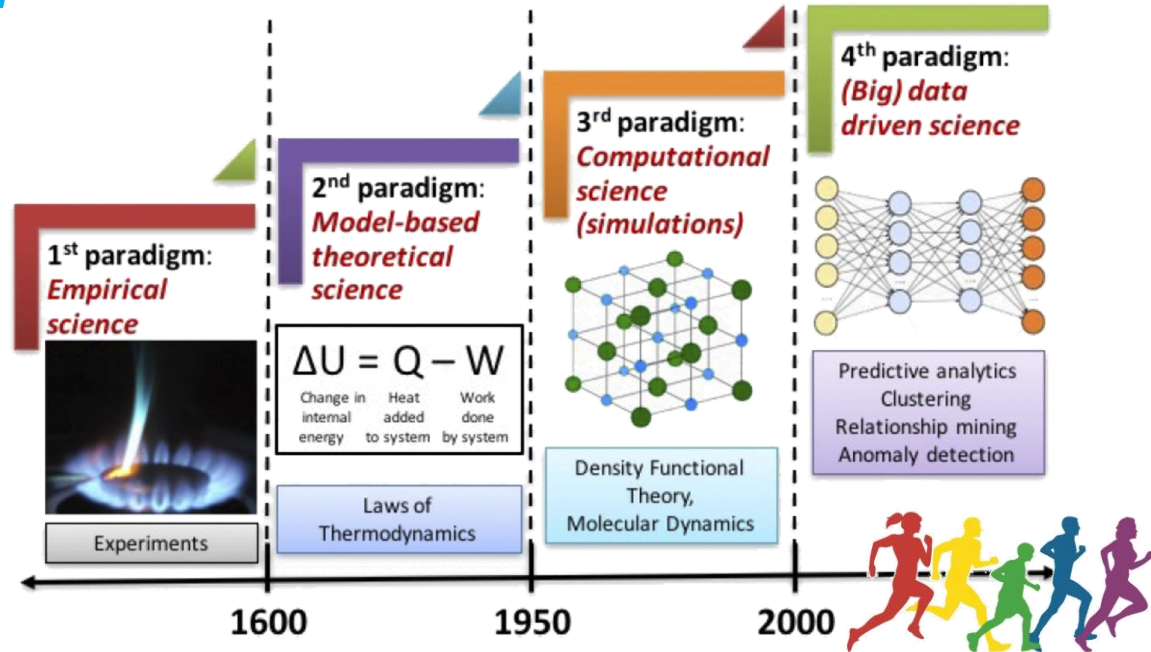 1st paradigm:
Empirical
science
Experiments
2nd paradigm:
Model-based
theoretical
science
ΔU = Q – W
Change in internal energy
Heat added to system
Work done by system
Laws of
Thermodynamics
3rd paradigm:
Computational
science
(simulations)
Density Functional
Theory,
Molecular Dynamics
4th paradigm:
(Big) data
driven science
Predictive analytics
Clustering
Relationship mining
Anomaly detection
1600
1950
2000